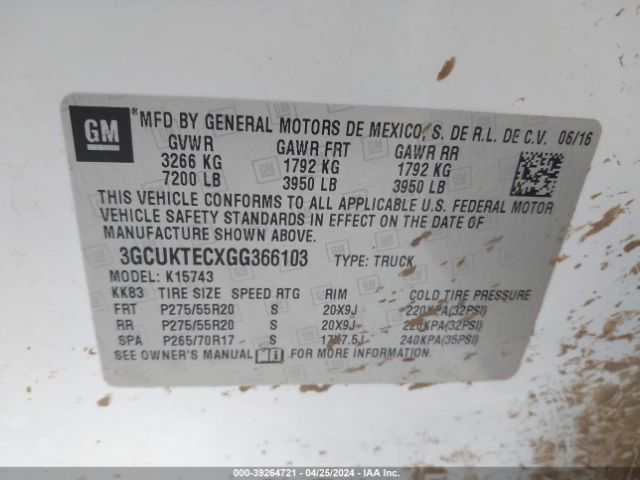 GM
® MFD BY GENERAL MOTORS DE MEXICO, S. DE R.L. DE C.V. 06/16
GVWR GAWR FRT GAWR RR
3266 KG 1792 KG 1792 KG
7200 LB 3950 LB 3950 LB
THIS VEHICLE CONFORMS TO ALL APPLICABLE U.S. FEDERAL MOTOR
VEHICLE SAFETY STANDARDS IN EFFECT ON THE DATE OF
MANUFACTURE SHOWN ABOVE.
3GCUKTECXGG366103 TYPE: TRUCK
MODEL: K15743
KK83 TIRE SIZE SPEED RTG RIM COLD TIRE PRESSURE
FRT P275/55R20 S 20X9J 220KPA(32PSI)
RR P275/55R20 S 20X9J 220KPA(32PSI)
SPA P265/70R17 S 17X7.5J 240KPA(35PSI)
SEE OWNER'S MANUAL FOR MORE INFORMATION.
000-39264721 - 04/25/2024 - IAA Inc.